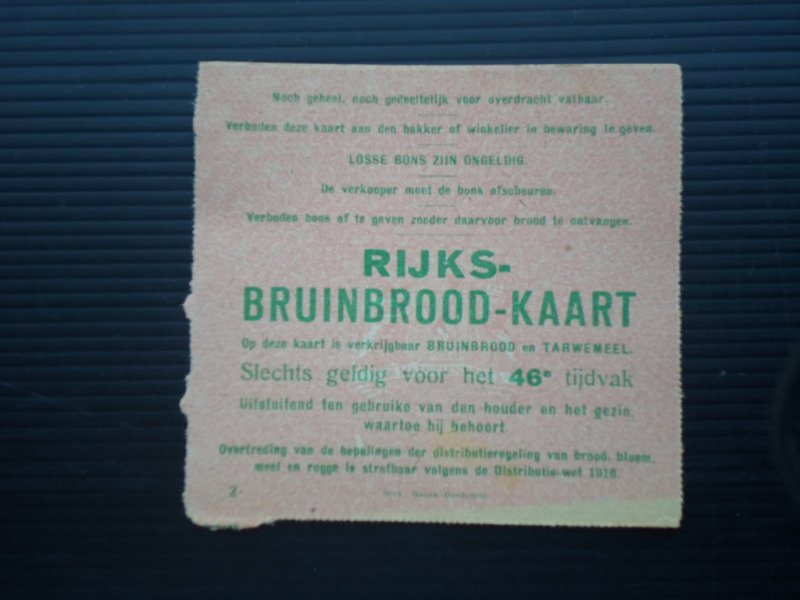 Noch geheel, noch gedeeltelijk voor overdracht vatbaar.
Verboden deze kaart aan den bakker of winkelier in bewaring te geven.
LOSSE BONS ZIJN ONGELDIG.
De verkooper moet de bons afscheuren.
Verboden bons af te geven zonder daarvoor brood te ontvangen.
RIJKS-
BRUINBROOD-KAART
Op deze kaart is verkrijgbaar BRUINBROOD en TARWEMEEL.
Slechts geldig voor het 46e tijdvak
Uitsluitend ten gebruike van den houder en het gezin,
waartoe hij behoort
Overtreding van de bepalingen der distributieregeling van brood, bloem,
meel en rogge is strafbaar volgens de Distributie-wet 1916.
2